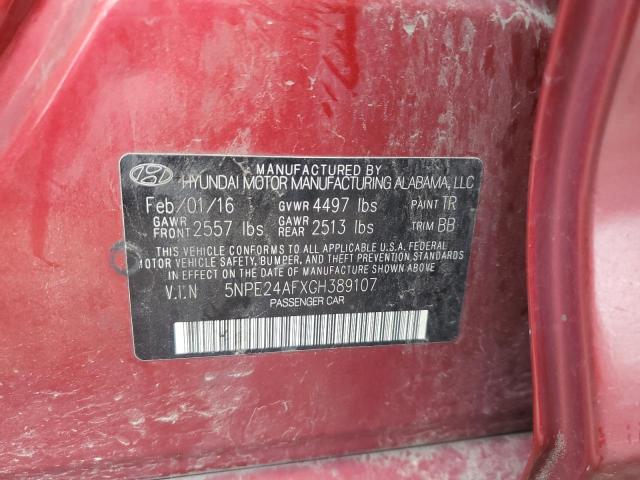 MANUFACTURED BY
HYUNDAI MOTOR MANUFACTURING ALABAMA, LLC
Feb/01/16 GVWR 4497 lbs PAINT TR
GAWR FRONT 2557 lbs GAWR REAR 2513 lbs TRIM BB
THIS VEHICLE CONFORMS TO ALL APPLICABLE U.S. FEDERAL
MOTOR VEHICLE SAFETY, BUMPER, AND THEFT PREVENTION
STANDARDS IN EFFECT ON THE DATE OF MANUFACTURE SHOWN ABOVE.
V.I.N 5NPE24AFXGH389107
PASSENGER CAR